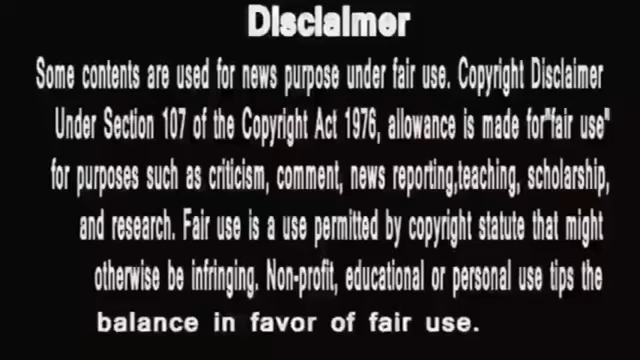 Disclaimer
Some contents are used for news purpose under fair use. Copyright Disclaimer
Under Section 107 of the Copyright Act 1976, allowance is made for"fair use"
for purposes such as criticism, comment, news reporting,teaching, scholarship,
and research. Fair use is a use permitted by copyright statute that might
otherwise be infringing. Non-profit, educational or personal use tips the
balance in favor of fair use.